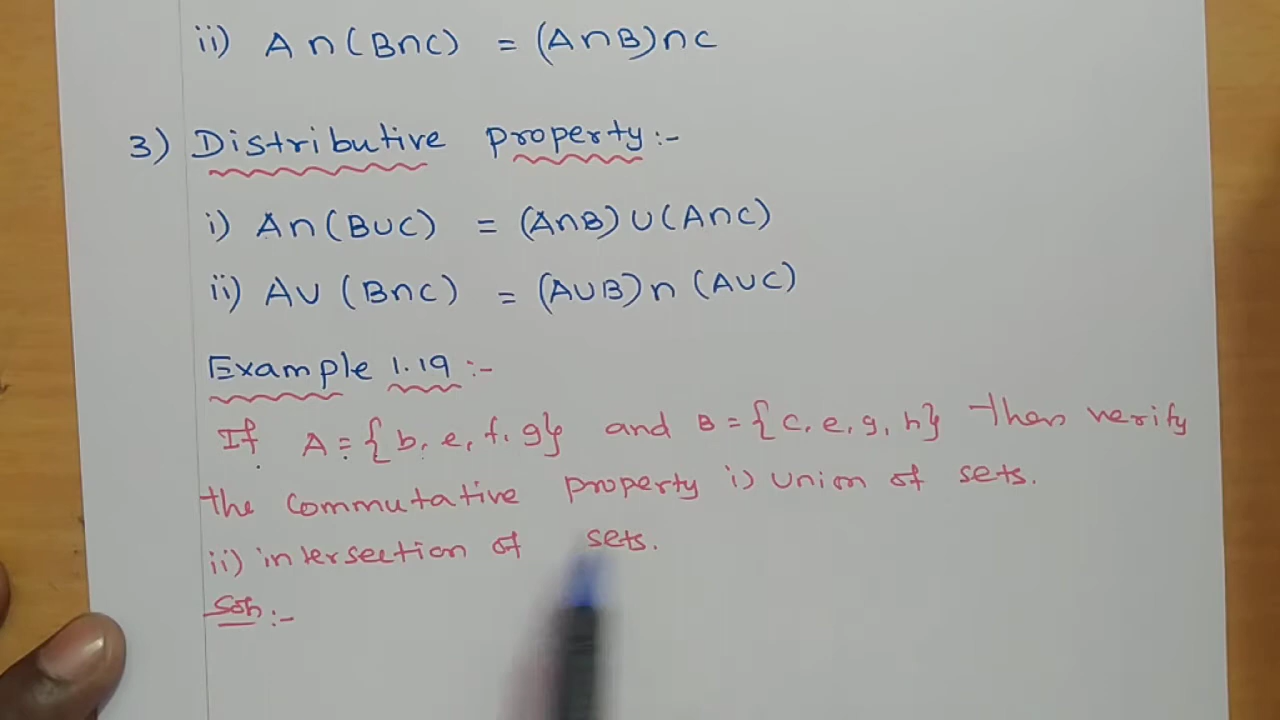 ii) A∩(B∩C) = (A∩B)∩C
3) Distributive property:-
i) A∩(B∪C) = (A∩B)∪(A∩C)
ii) A∪(B∩C) = (A∪B)∩(A∪C)
Example 1.19:-
If A = {b, e, f, g} and B = {c, e, g, h} then verify
the commutative property i) union of sets.
ii) intersection of sets.
Soln:-